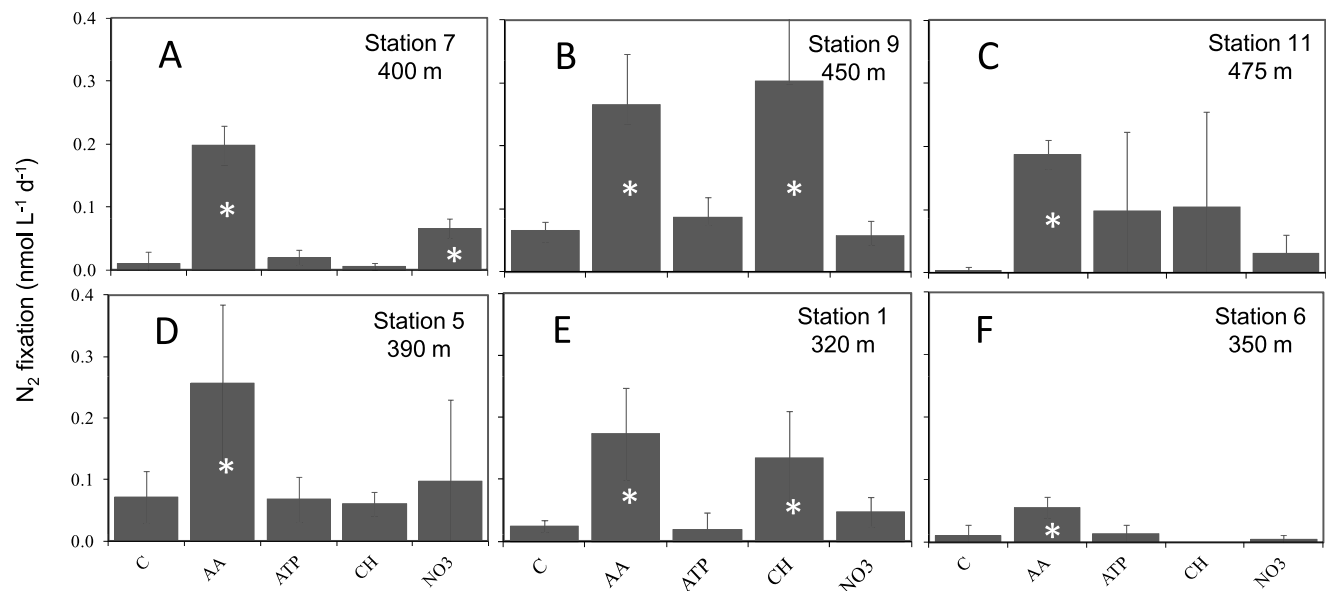 N2 fixation (nmol L-1 d-1)
A
Station 7
400 m
0.4
0.3
0.2
0.1
0.0
*
*
B
Station 9
450 m
*
*
C
Station 11
475 m
*
D
Station 5
390 m
0.4
0.3
0.2
0.1
0.0
*
C
AA
ATP
CH
NO3
E
Station 1
320 m
*
*
C
AA
ATP
CH
NO3
F
Station 6
350 m
*
C
AA
ATP
CH
NO3